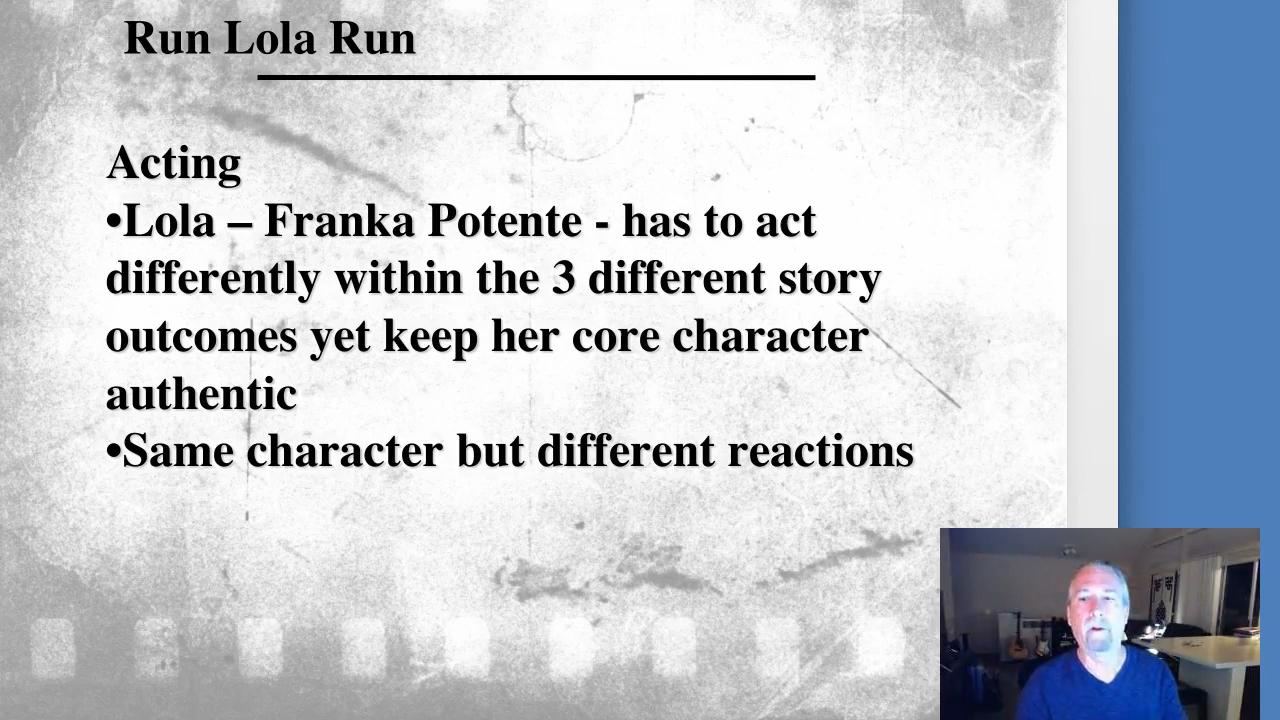 Run Lola Run
Acting
•Lola – Franka Potente - has to act
differently within the 3 different story
outcomes yet keep her core character
authentic
•Same character but different reactions